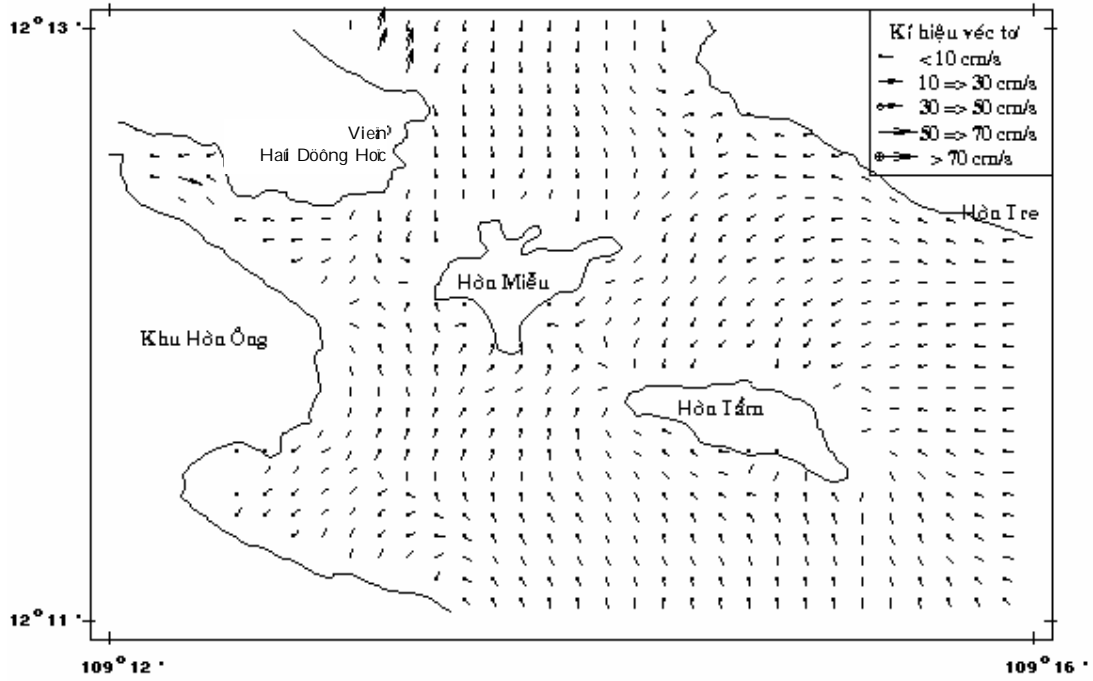 12° 13'
Kí hiệu véc tơ
< 10 cm/s
10 => 30 cm/s
30 => 50 cm/s
50 => 70 cm/s
> 70 cm/s
Haûi Döông Hoïc
Hòn Tre
Hòn Miễu
Khu Hòn Ông
Hòn Tằm
12° 11'
109° 12'
109° 16'